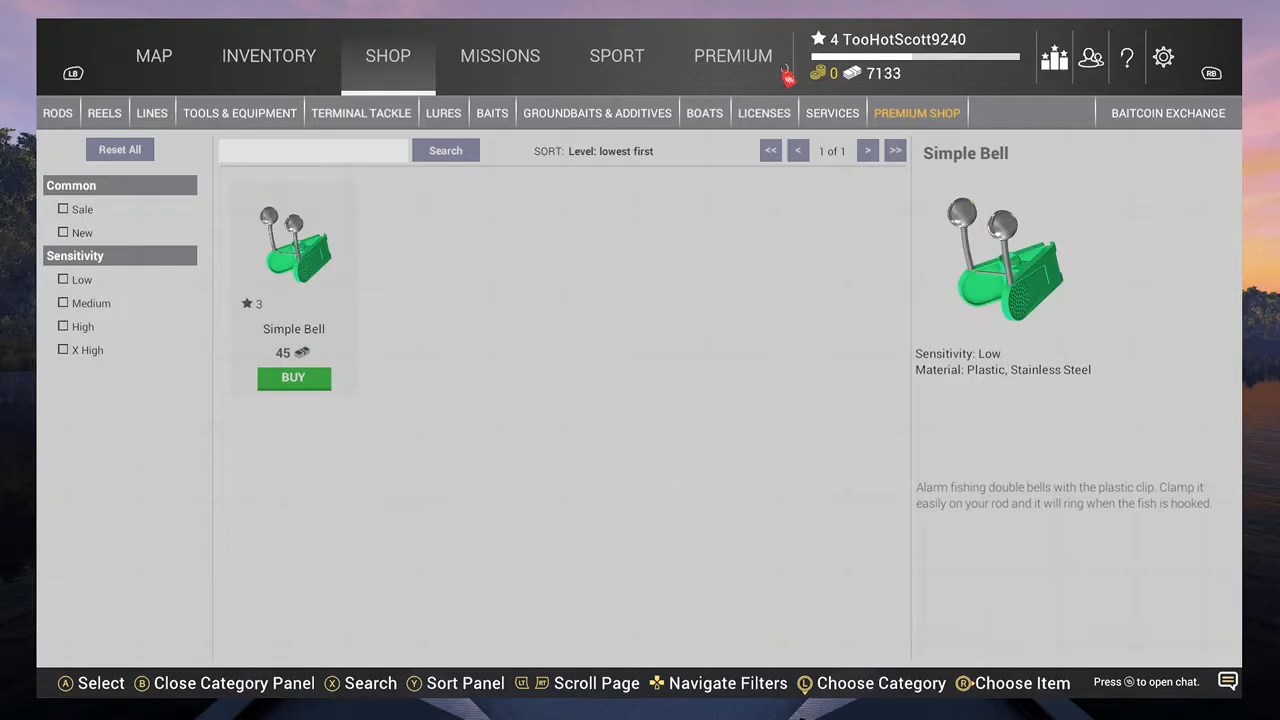 MAP INVENTORY SHOP MISSIONS SPORT PREMIUM
4 TooHotScott9240
0 7133
LB
RB
RODS REELS LINES TOOLS & EQUIPMENT TERMINAL TACKLE LURES BAITS GROUNDBAITS & ADDITIVES BOATS LICENSES SERVICES PREMIUM SHOP BAITCOIN EXCHANGE
Reset All
Search
SORT: Level: lowest first
<< < 1 of 1 > >>
Common
Sale
New
Sensitivity
Low
Medium
High
X High
3
Simple Bell
45
BUY
Simple Bell
Sensitivity: Low
Material: Plastic, Stainless Steel
Alarm fishing double bells with the plastic clip. Clamp it
easily on your rod and it will ring when the fish is hooked.
A Select B Close Category Panel X Search Y Sort Panel LT RT Scroll Page Navigate Filters L Choose Category R Choose Item Press to open chat.